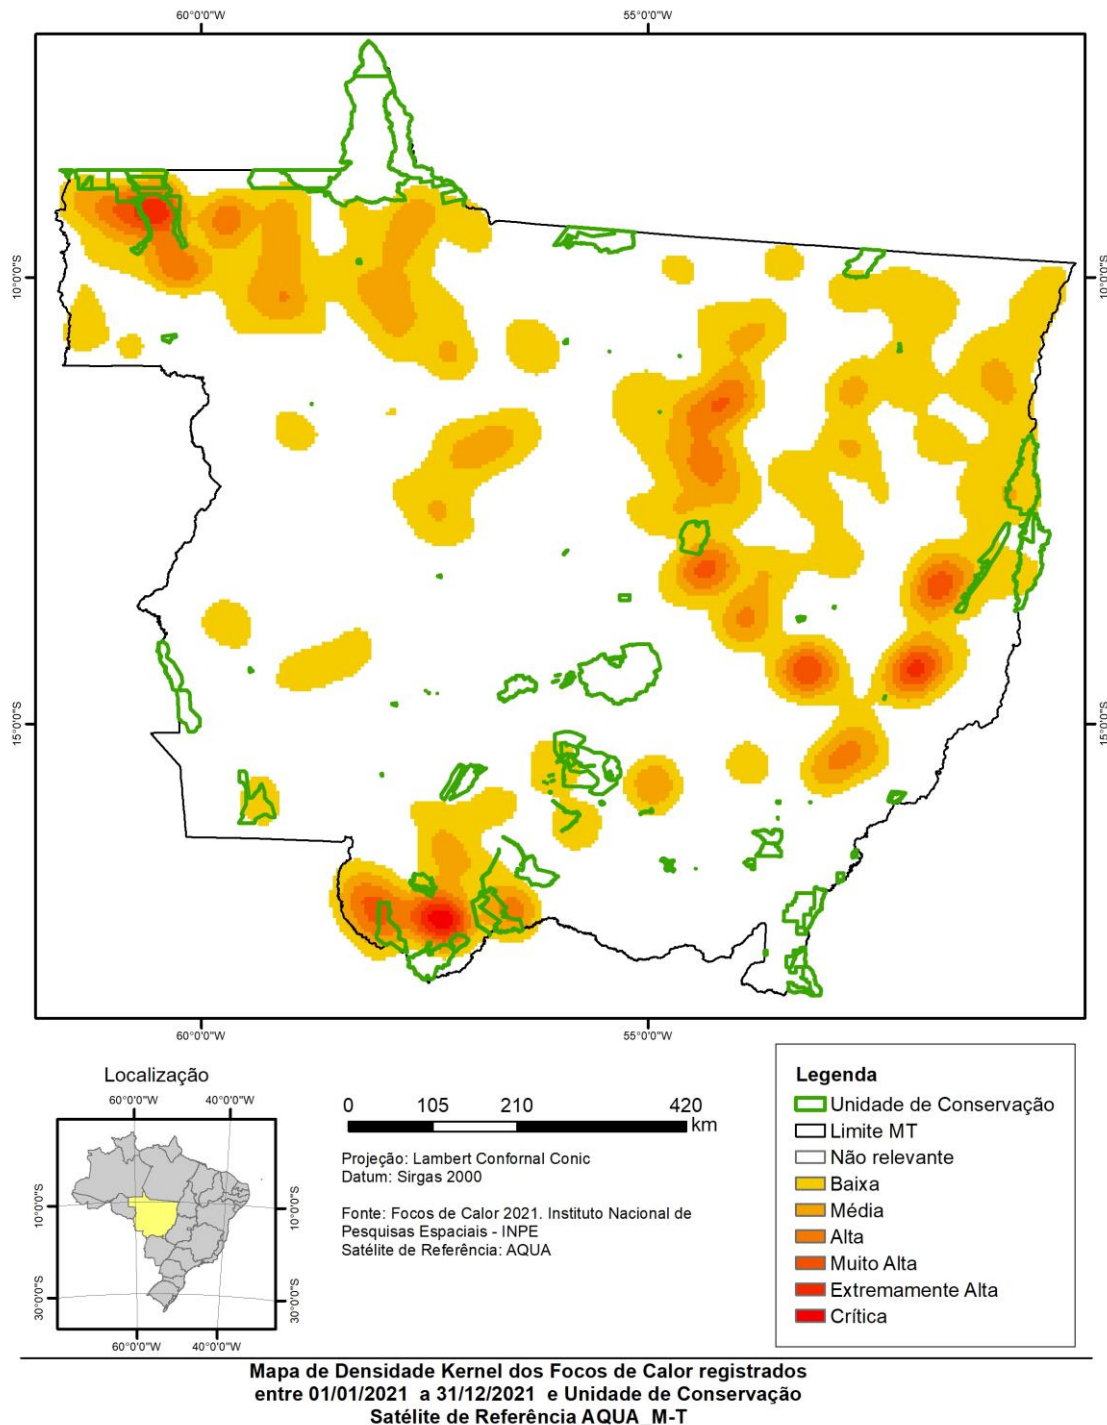 60°0'0"W
55°0'0"W
10°0'0"S
10°0'0"S
15°0'0"S
15°0'0"S
60°0'0"W
55°0'0"W
Localização
60°0'0"W
40°0'0"W
10°0'0"S
10°0'0"S
30°0'0"S
30°0'0"S
60°0'0"W
40°0'0"W
0 105 210 420
km
Projeção: Lambert Confornal Conic
Datum: Sirgas 2000
Fonte: Focos de Calor 2021. Instituto Nacional de
Pesquisas Espaciais - INPE
Satélite de Referência: AQUA
Legenda
Unidade de Conservação
Limite MT
Não relevante
Baixa
Média
Alta
Muito Alta
Extremamente Alta
Crítica
Mapa de Densidade Kernel dos Focos de Calor registrados
entre 01/01/2021 a 31/12/2021 e Unidade de Conservação
Satélite de Referência AQUA_M-T